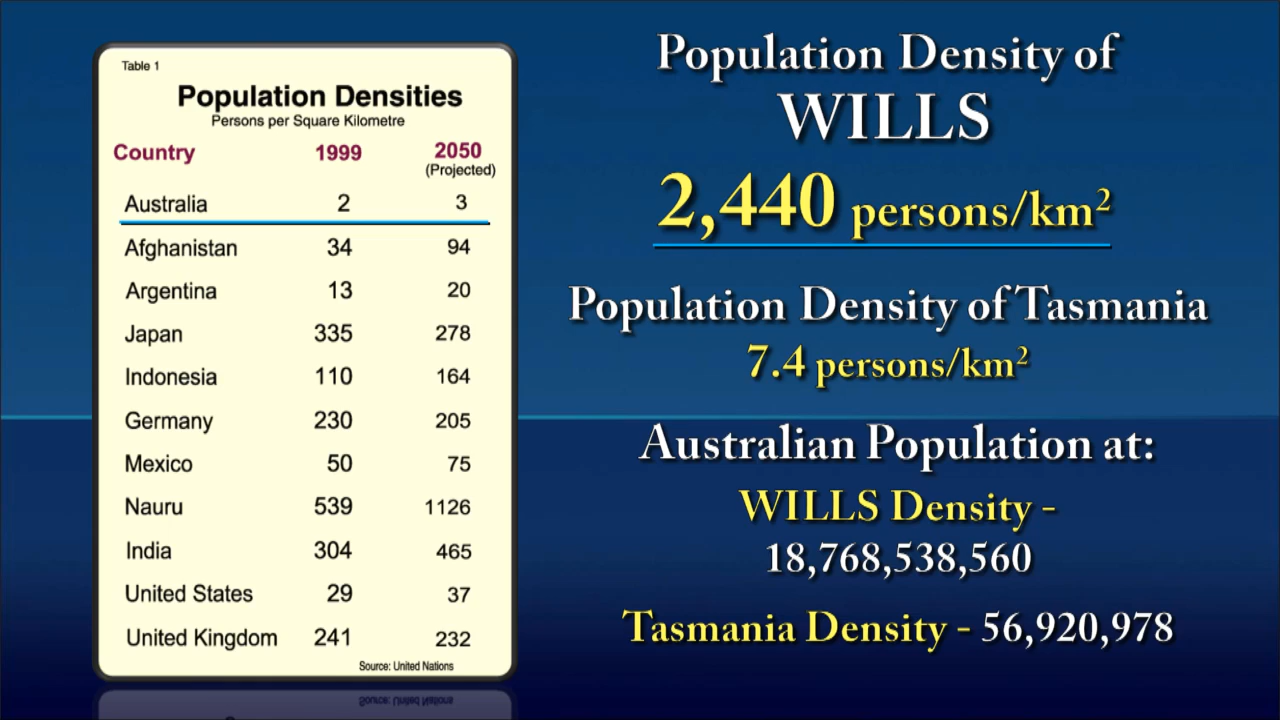 Table 1
Population Densities
Persons per Square Kilometre
Country 1999 2050
(Projected)
Australia 2 3
Afghanistan 34 94
Argentina 13 20
Japan 335 278
Indonesia 110 164
Germany 230 205
Mexico 50 75
Nauru 539 1126
India 304 465
United States 29 37
United Kingdom 241 232
Source: United Nations
Population Density of
WILLS
2,440 persons/km²
Population Density of Tasmania
7.4 persons/km²
Australian Population at:
WILLS Density -
18,768,538,560
Tasmania Density - 56,920,978